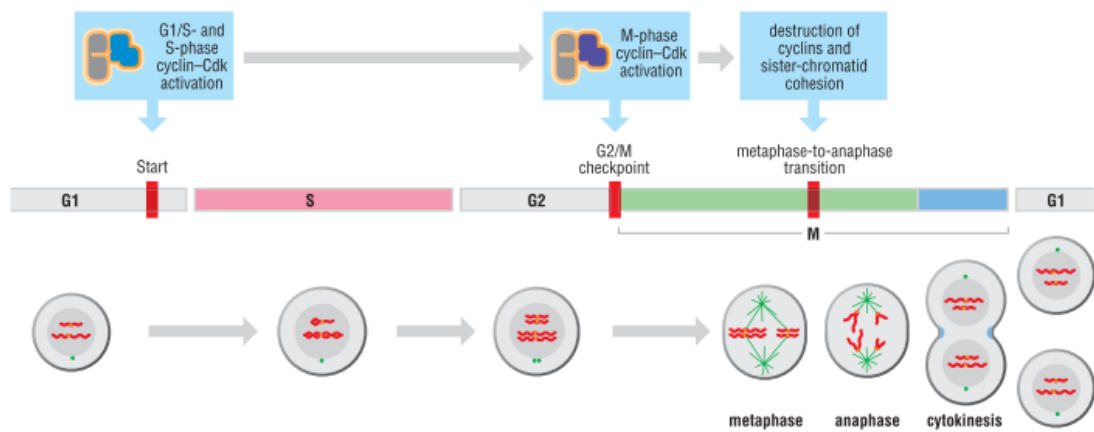 G1/S- and
S-phase
cyclin–Cdk
activation
M-phase
cyclin–Cdk
activation
destruction of
cyclins and
sister-chromatid
cohesion
Start
G2/M
checkpoint
metaphase-to-anaphase
transition
G1
S
G2
G1
M
metaphase
anaphase
cytokinesis